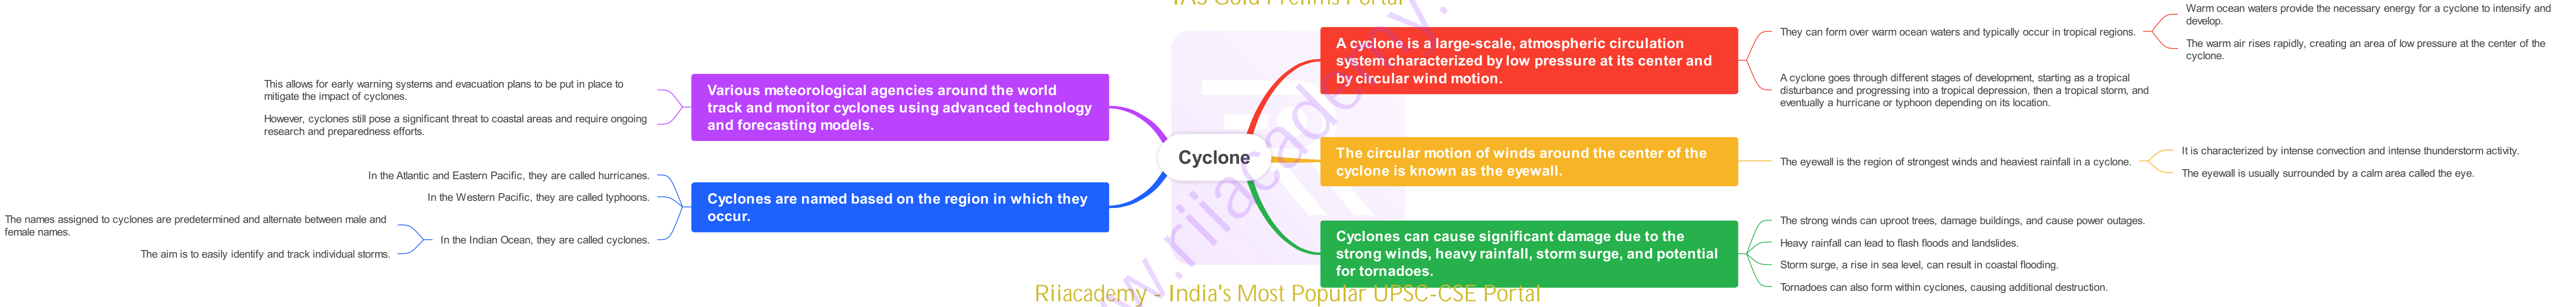 IAS Gold Prelims Portal
Cyclone
A cyclone is a large-scale, atmospheric circulation
system characterized by low pressure at its center and
by circular wind motion.
They can form over warm ocean waters and typically occur in tropical regions.
Warm ocean waters provide the necessary energy for a cyclone to intensify and
develop.
The warm air rises rapidly, creating an area of low pressure at the center of the
cyclone.
A cyclone goes through different stages of development, starting as a tropical
disturbance and progressing into a tropical depression, then a tropical storm, and
eventually a hurricane or typhoon depending on its location.
The circular motion of winds around the center of the
cyclone is known as the eyewall.
The eyewall is the region of strongest winds and heaviest rainfall in a cyclone.
It is characterized by intense convection and intense thunderstorm activity.
The eyewall is usually surrounded by a calm area called the eye.
Cyclones can cause significant damage due to the
strong winds, heavy rainfall, storm surge, and potential
for tornadoes.
The strong winds can uproot trees, damage buildings, and cause power outages.
Heavy rainfall can lead to flash floods and landslides.
Storm surge, a rise in sea level, can result in coastal flooding.
Tornadoes can also form within cyclones, causing additional destruction.
Various meteorological agencies around the world
track and monitor cyclones using advanced technology
and forecasting models.
This allows for early warning systems and evacuation plans to be put in place to
mitigate the impact of cyclones.
However, cyclones still pose a significant threat to coastal areas and require ongoing
research and preparedness efforts.
Cyclones are named based on the region in which they
occur.
In the Atlantic and Eastern Pacific, they are called hurricanes.
In the Western Pacific, they are called typhoons.
In the Indian Ocean, they are called cyclones.
The names assigned to cyclones are predetermined and alternate between male and
female names.
The aim is to easily identify and track individual storms.
Riiacademy - India's Most Popular UPSC-CSE Portal